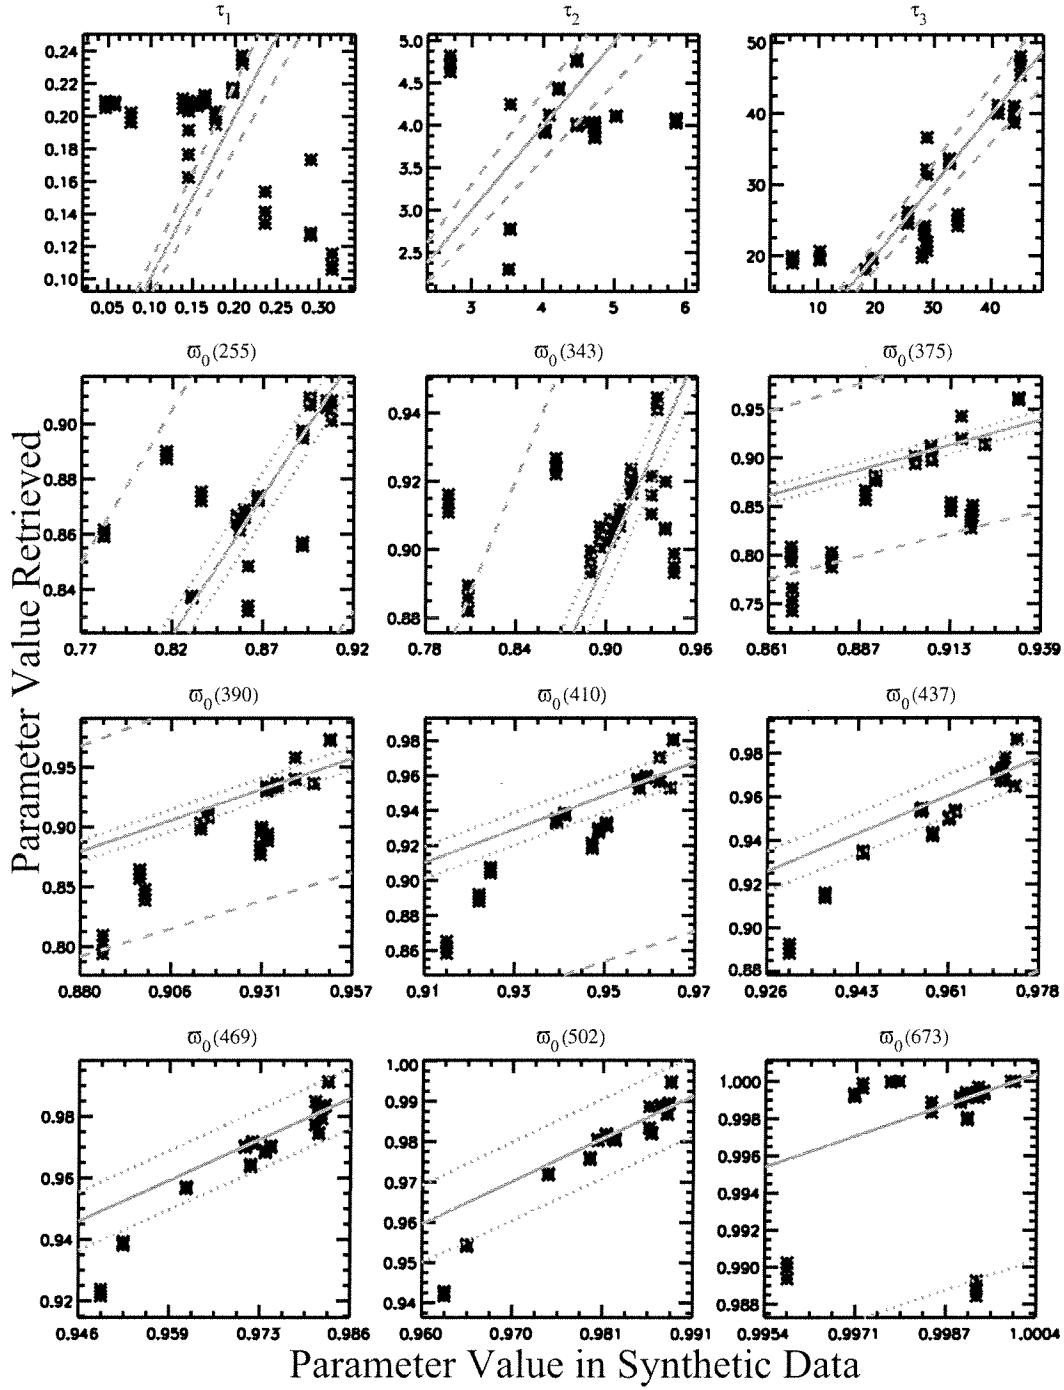 τ1 τ2 τ3
0.24 5.0 50
0.22 4.5
0.20 40
0.18 4.0
0.16 3.5 30
0.14 3.0
0.12 2.5 20
0.10
0.05 0.10 0.15 0.20 0.25 0.30 3 4 5 6 10 20 30 40
ϖ0(255) ϖ0(343) ϖ0(375)
0.90 0.94 0.95
0.88 0.92 0.90
0.86 0.90 0.85
0.84 0.88 0.80
0.75
0.77 0.82 0.87 0.92 0.78 0.84 0.90 0.96 0.861 0.887 0.913 0.939
Parameter Value Retrieved
ϖ0(390) ϖ0(410) ϖ0(437)
0.95 0.98 0.98
0.90 0.96 0.96
0.85 0.94 0.94
0.80 0.92 0.92
0.90 0.90
0.88 0.88
0.86
0.880 0.906 0.931 0.957 0.91 0.93 0.95 0.97 0.926 0.943 0.961 0.978
ϖ0(469) ϖ0(502) ϖ0(673)
0.98 1.00 1.000
0.96 0.99 0.998
0.94 0.98 0.996
0.92 0.97 0.994
0.96 0.992
0.95 0.990
0.94 0.988
0.946 0.959 0.973 0.986 0.960 0.970 0.981 0.991 0.9954 0.9971 0.9987 1.0004
Parameter Value in Synthetic Data